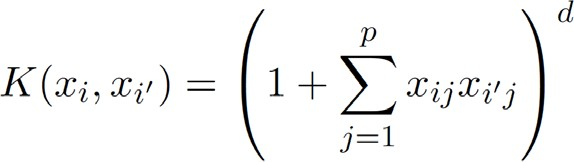 $K(x_i, x_{i'}) = \left(1 + \sum_{j=1}^{p} x_{ij} x_{i'j}\right)^d$